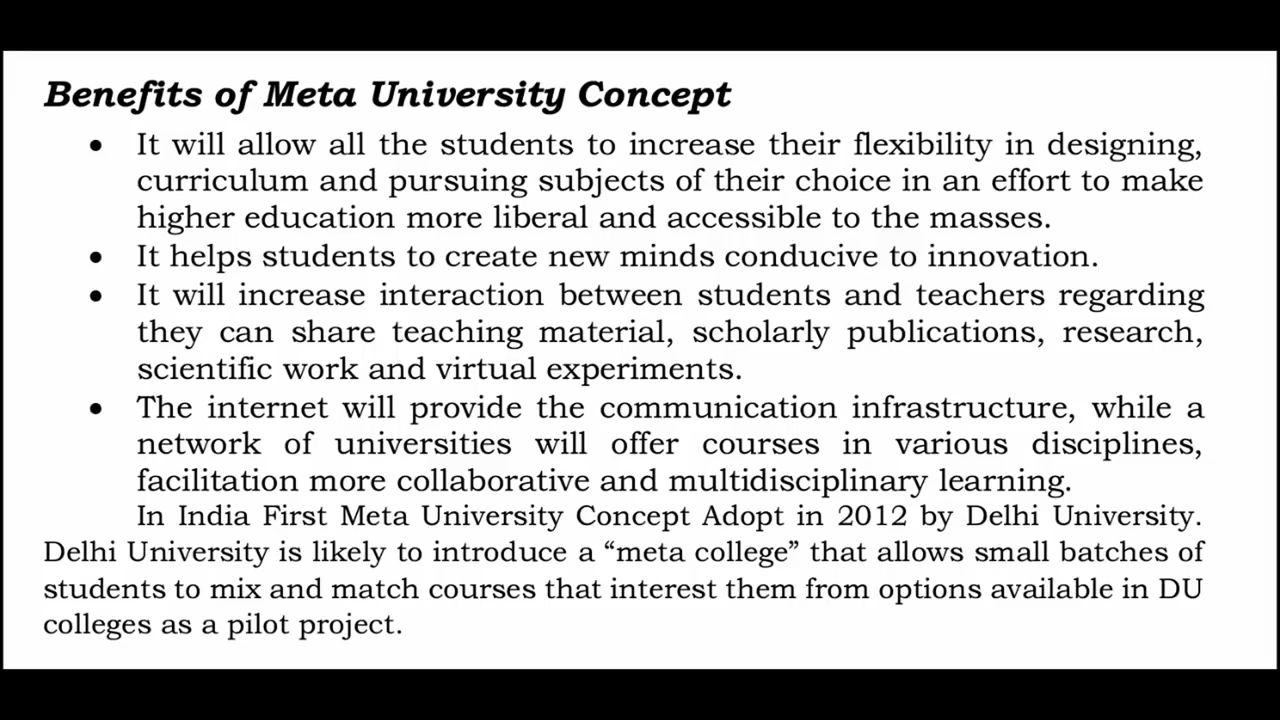 Benefits of Meta University Concept
• It will allow all the students to increase their flexibility in designing,
curriculum and pursuing subjects of their choice in an effort to make
higher education more liberal and accessible to the masses.
• It helps students to create new minds conducive to innovation.
• It will increase interaction between students and teachers regarding
they can share teaching material, scholarly publications, research,
scientific work and virtual experiments.
• The internet will provide the communication infrastructure, while a
network of universities will offer courses in various disciplines,
facilitation more collaborative and multidisciplinary learning.
In India First Meta University Concept Adopt in 2012 by Delhi University.
Delhi University is likely to introduce a “meta college” that allows small batches of
students to mix and match courses that interest them from options available in DU
colleges as a pilot project.